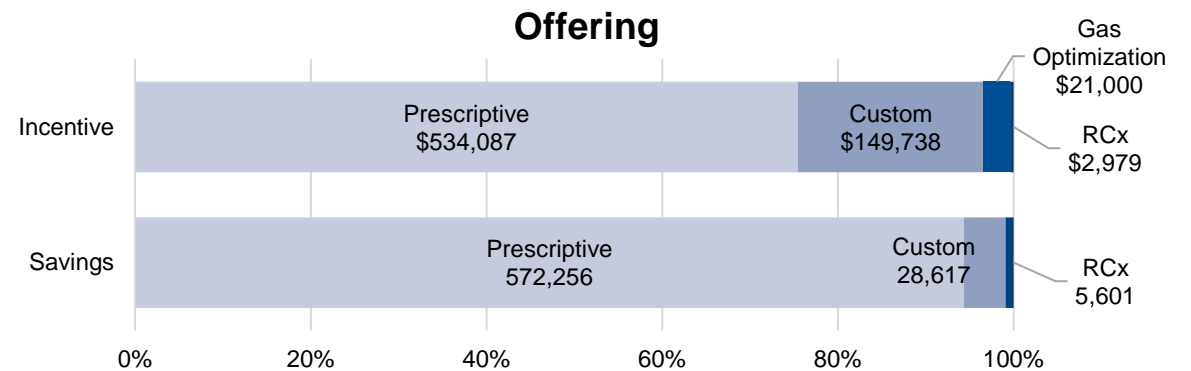 Offering
Gas
Optimization
$21,000
Incentive
Prescriptive
$534,087
Custom
$149,738
RCx
$2,979
Savings
Prescriptive
572,256
Custom
28,617
RCx
5,601
0%
20%
40%
60%
80%
100%